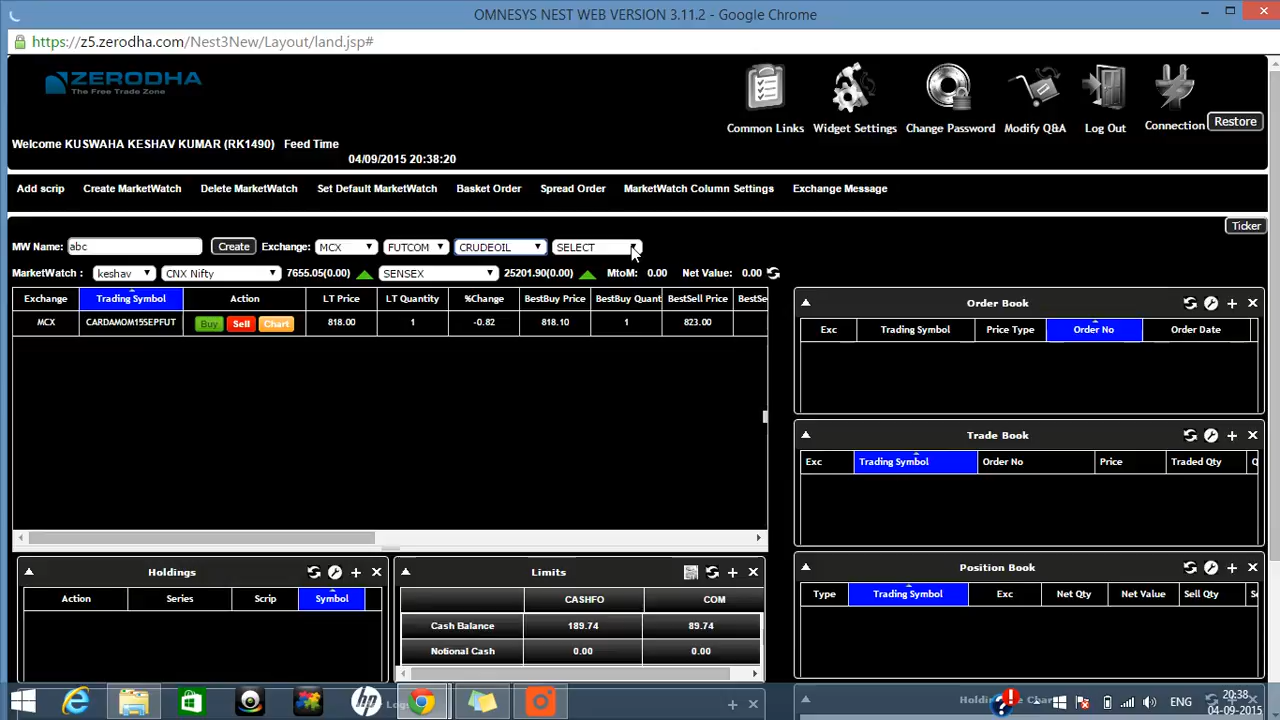 OMNESYS NEST WEB VERSION 3.11.2 - Google Chrome
https://z5.zerodha.com/Nest3New/Layout/land.jsp#
ZERODHA
The Free Trade Zone
Common Links Widget Settings Change Password Modify Q&A Log Out Connection Restore
Welcome KUSWAHA KESHAV KUMAR (RK1490) Feed Time
04/09/2015 20:38:20
Add scrip Create MarketWatch Delete MarketWatch Set Default MarketWatch Basket Order Spread Order MarketWatch Column Settings Exchange Message
Ticker
MW Name: abc Create Exchange: MCX FUTCOM CRUDEOIL SELECT
MarketWatch : keshav CNX Nifty 7655.05(0.00) SENSEX 25201.90(0.00) MtoM: 0.00 Net Value: 0.00
Exchange Trading Symbol Action LT Price LT Quantity %Change BestBuy Price BestBuy Quant BestSell Price BestSe
MCX CARDAMOM15SEPFUT Buy Sell Chart 818.00 1 -0.82 818.10 1 823.00
Order Book
Exc Trading Symbol Price Type Order No Order Date
Trade Book
Exc Trading Symbol Order No Price Traded Qty Q
Holdings
Action Series Scrip Symbol
Limits
CASHFO COM
Cash Balance 189.74 89.74
Notional Cash 0.00 0.00
Position Book
Type Trading Symbol Exc Net Qty Net Value Sell Qty
ENG
20:38
04-09-2015